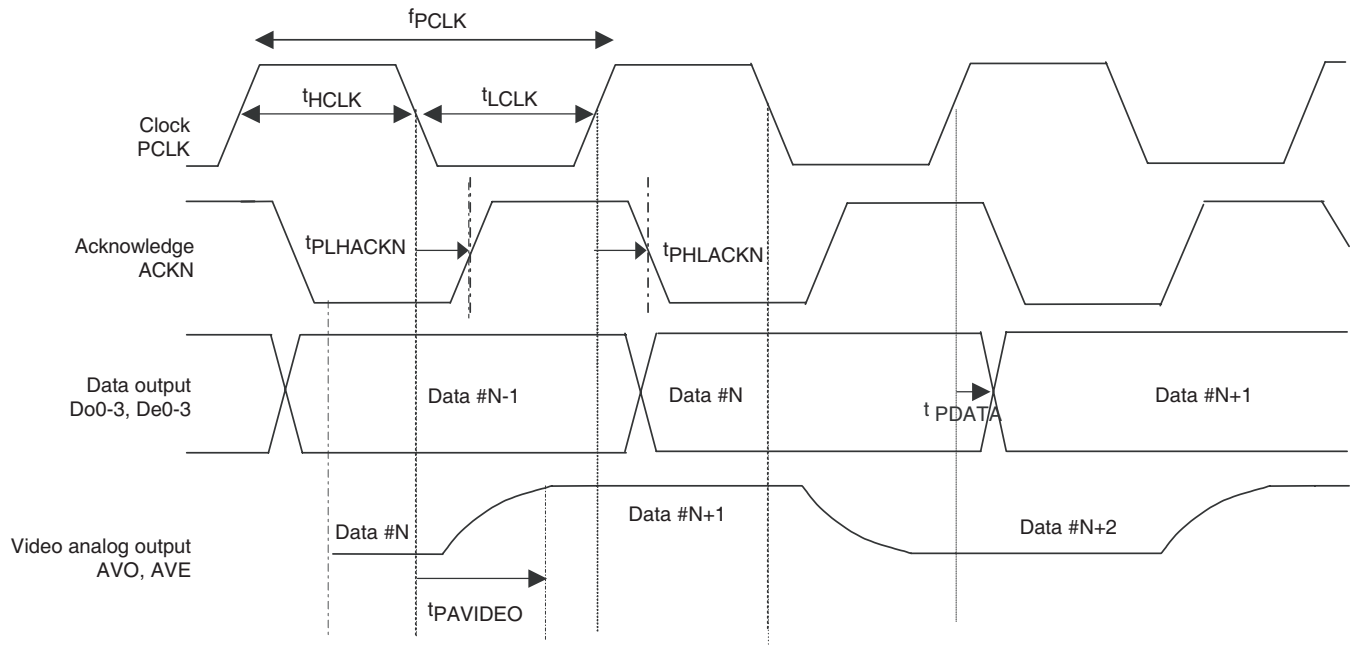 fPCLK
tHCLK
tLCLK
Clock
PCLK
Acknowledge
ACKN
tPLHACKN
tPHLACKN
Data output
Do0-3, De0-3
Data #N-1
Data #N
t PDATA
Data #N+1
Video analog output
AVO, AVE
Data #N
Data #N+1
Data #N+2
tPAVIDEO